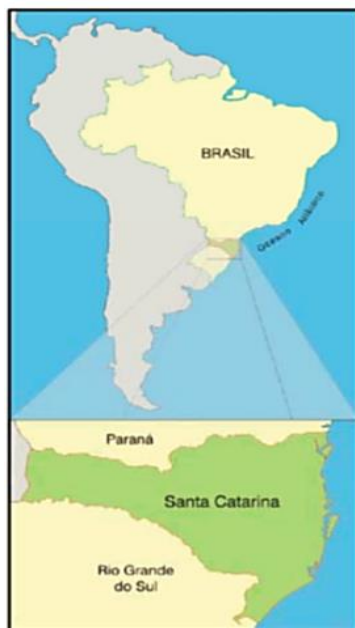 BRASIL
Oceano Atlântico
Paraná
Santa Catarina
Rio Grande
do Sul